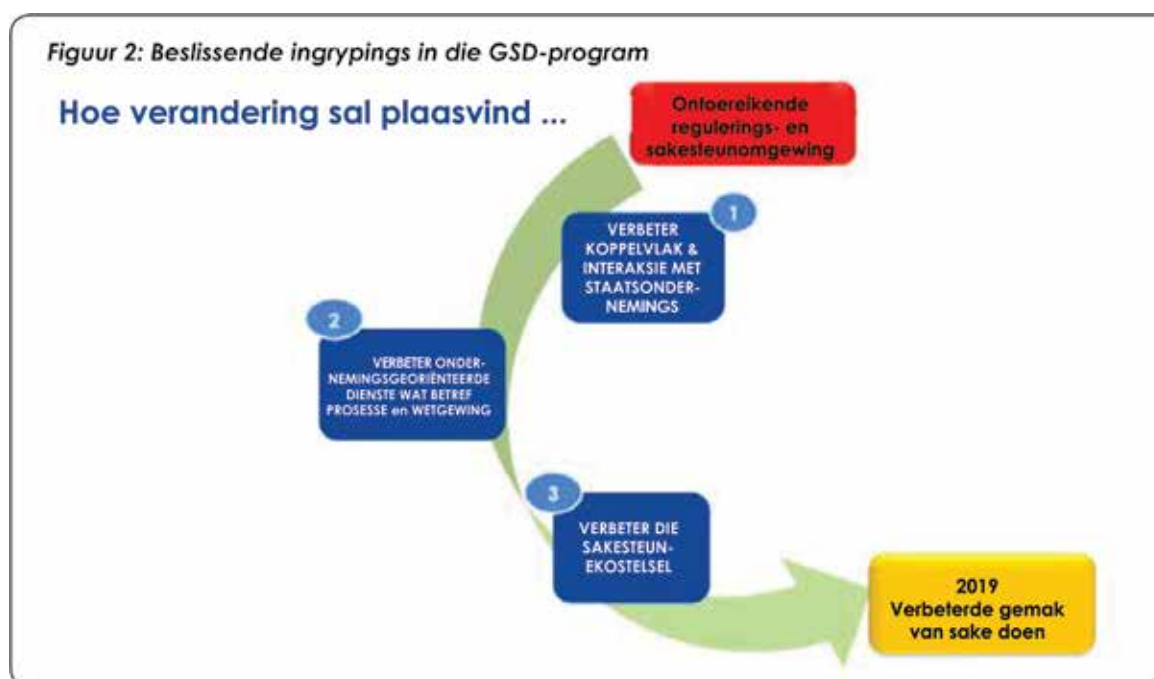 Figuur 2: Beslissende ingrypings in die GSD-program
Hoe verandering sal plaasvind ...
Ontoereikende
regulerings- en
sakesteunomgewing
1
VERBETER
KOPPELVLAK &
INTERAKSIE MET
STAATSONDER-
NEMINGS
2
VERBETER ONDER-
NEMINGSGEORIËNTEERDE
DIENSTE WAT BETREF
PROSESSE en WETGEWING
3
VERBETER DIE
SAKESTEUN-
EKOSTELSEL
2019
Verbeterde gemak
van sake doen